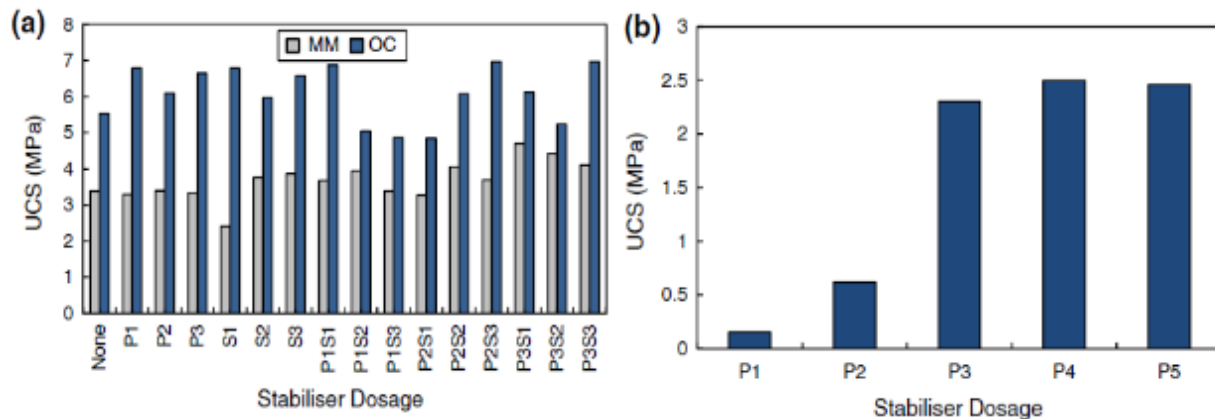 (a)
UCS (MPa)
8
7
6
5
4
3
2
1
0
MM OC
None P1 P2 P3 S1 S2 S3 P1S1 P1S2 P1S3 P2S1 P2S2 P2S3 P3S1 P3S2 P3S3
Stabiliser Dosage
(b)
UCS (MPa)
3
2.5
2
1.5
1
0.5
0
P1 P2 P3 P4 P5
Stabiliser Dosage